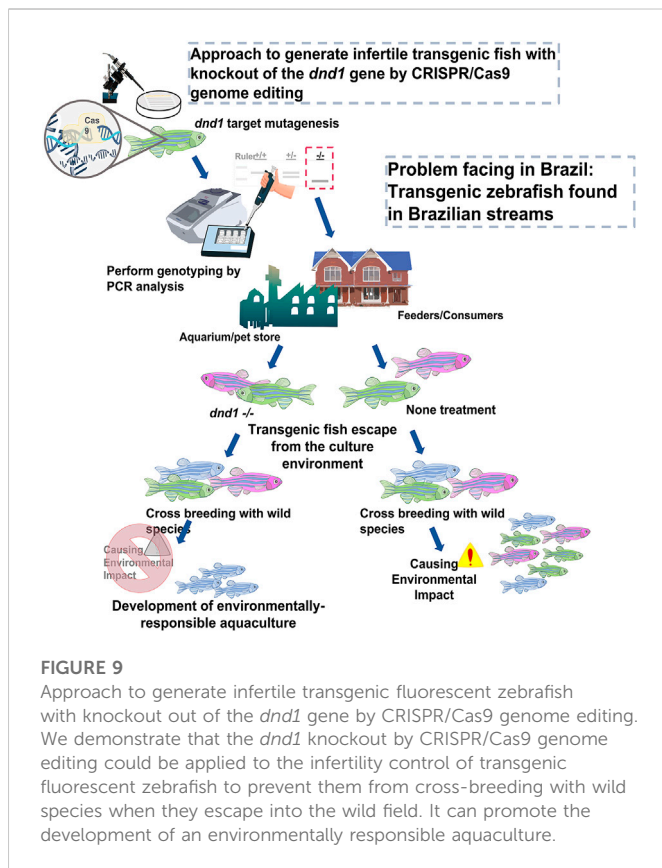 Approach to generate infertile transgenic fish with
knockout of the dnd1 gene by CRISPR/Cas9
genome editing
Cas
9
dnd1 target mutagenesis
Ruler +/+ +/- -/-
Problem facing in Brazil:
Transgenic zebrafish found
in Brazilian streams
Perform genotyping by
PCR analysis
Feeders/Consumers
Aquarium/pet store
dnd1 -/-
None treatment
Transgenic fish escape
from the culture
environment
Cross breeding with wild
species
Cross breeding with wild
species
Causing
Environmental
Impact
Causing
Environmental
Impact
!
Development of environmentally-
responsible aquaculture
FIGURE 9
Approach to generate infertile transgenic fluorescent zebrafish
with knockout out of the dnd1 gene by CRISPR/Cas9 genome editing.
We demonstrate that the dnd1 knockout by CRISPR/Cas9 genome
editing could be applied to the infertility control of transgenic
fluorescent zebrafish to prevent them from cross-breeding with wild
species when they escape into the wild field. It can promote the
development of an environmentally responsible aquaculture.